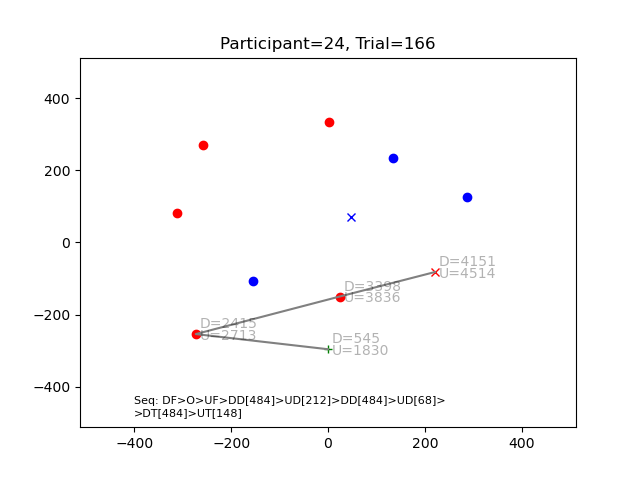 Participant=24, Trial=166
400
200
0
−200
−400
D=4151
U=4514
D=3398
U=3836
D=2415
U=2713
D=545
U=1830
Seq: DF>O>UF>DD[484]>UD[212]>DD[484]>UD[68]>
>DT[484]>UT[148]
−400
−200
0
200
400